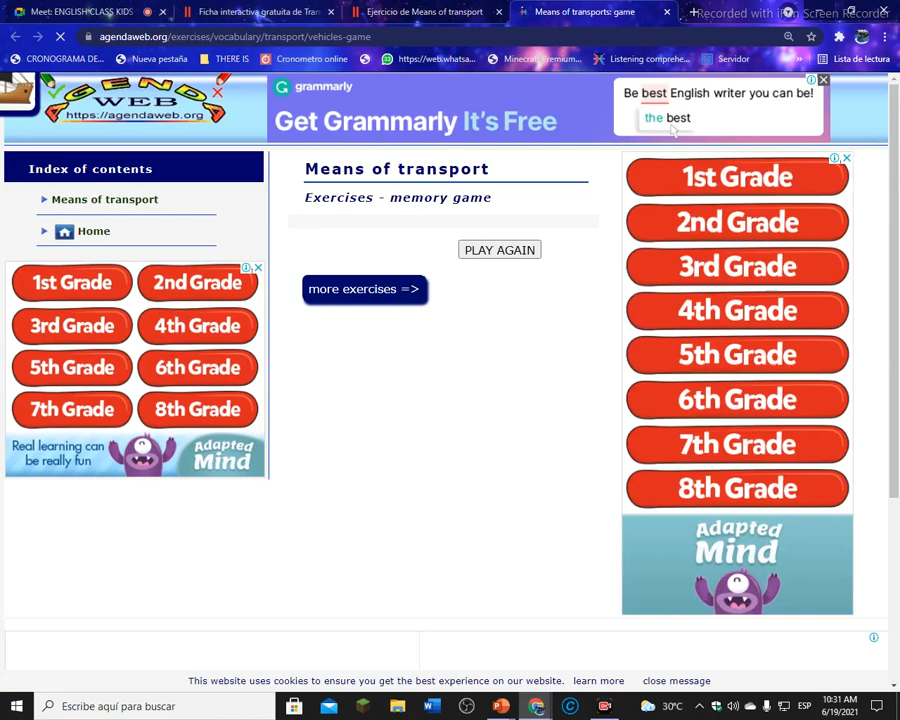 Meet: ENGLISH CLASS KIDS
Ficha interactiva gratuita de Tran
Ejercicio de Means of transport
Means of transports: game
Recorded with iFun Screen Recorder
agendaweb.org/exercises/vocabulary/transport/vehicles-game
CRONOGRAMA DE...
Nueva pestaña
THERE IS
Cronometro online
https://web.whatsa...
Minecraft_Premium...
Listening comprehe...
Servidor
»
Lista de lectura
AGENDA
WEB
https://agendaweb.org
grammarly
Get Grammarly It's Free
Be best English writer you can be!
the best
Index of contents
Means of transport
Home
Means of transport
Exercises - memory game
PLAY AGAIN
more exercises =>
1st Grade 2nd Grade
3rd Grade 4th Grade
5th Grade 6th Grade
7th Grade 8th Grade
Real learning can
be really fun
Adapted
Mind
1st Grade
2nd Grade
3rd Grade
4th Grade
5th Grade
6th Grade
7th Grade
8th Grade
Adapted
Mind
This website uses cookies to ensure you get the best experience on our website. learn more close message
Escribe aquí para buscar
30°C
ESP
10:31 AM
6/19/2021